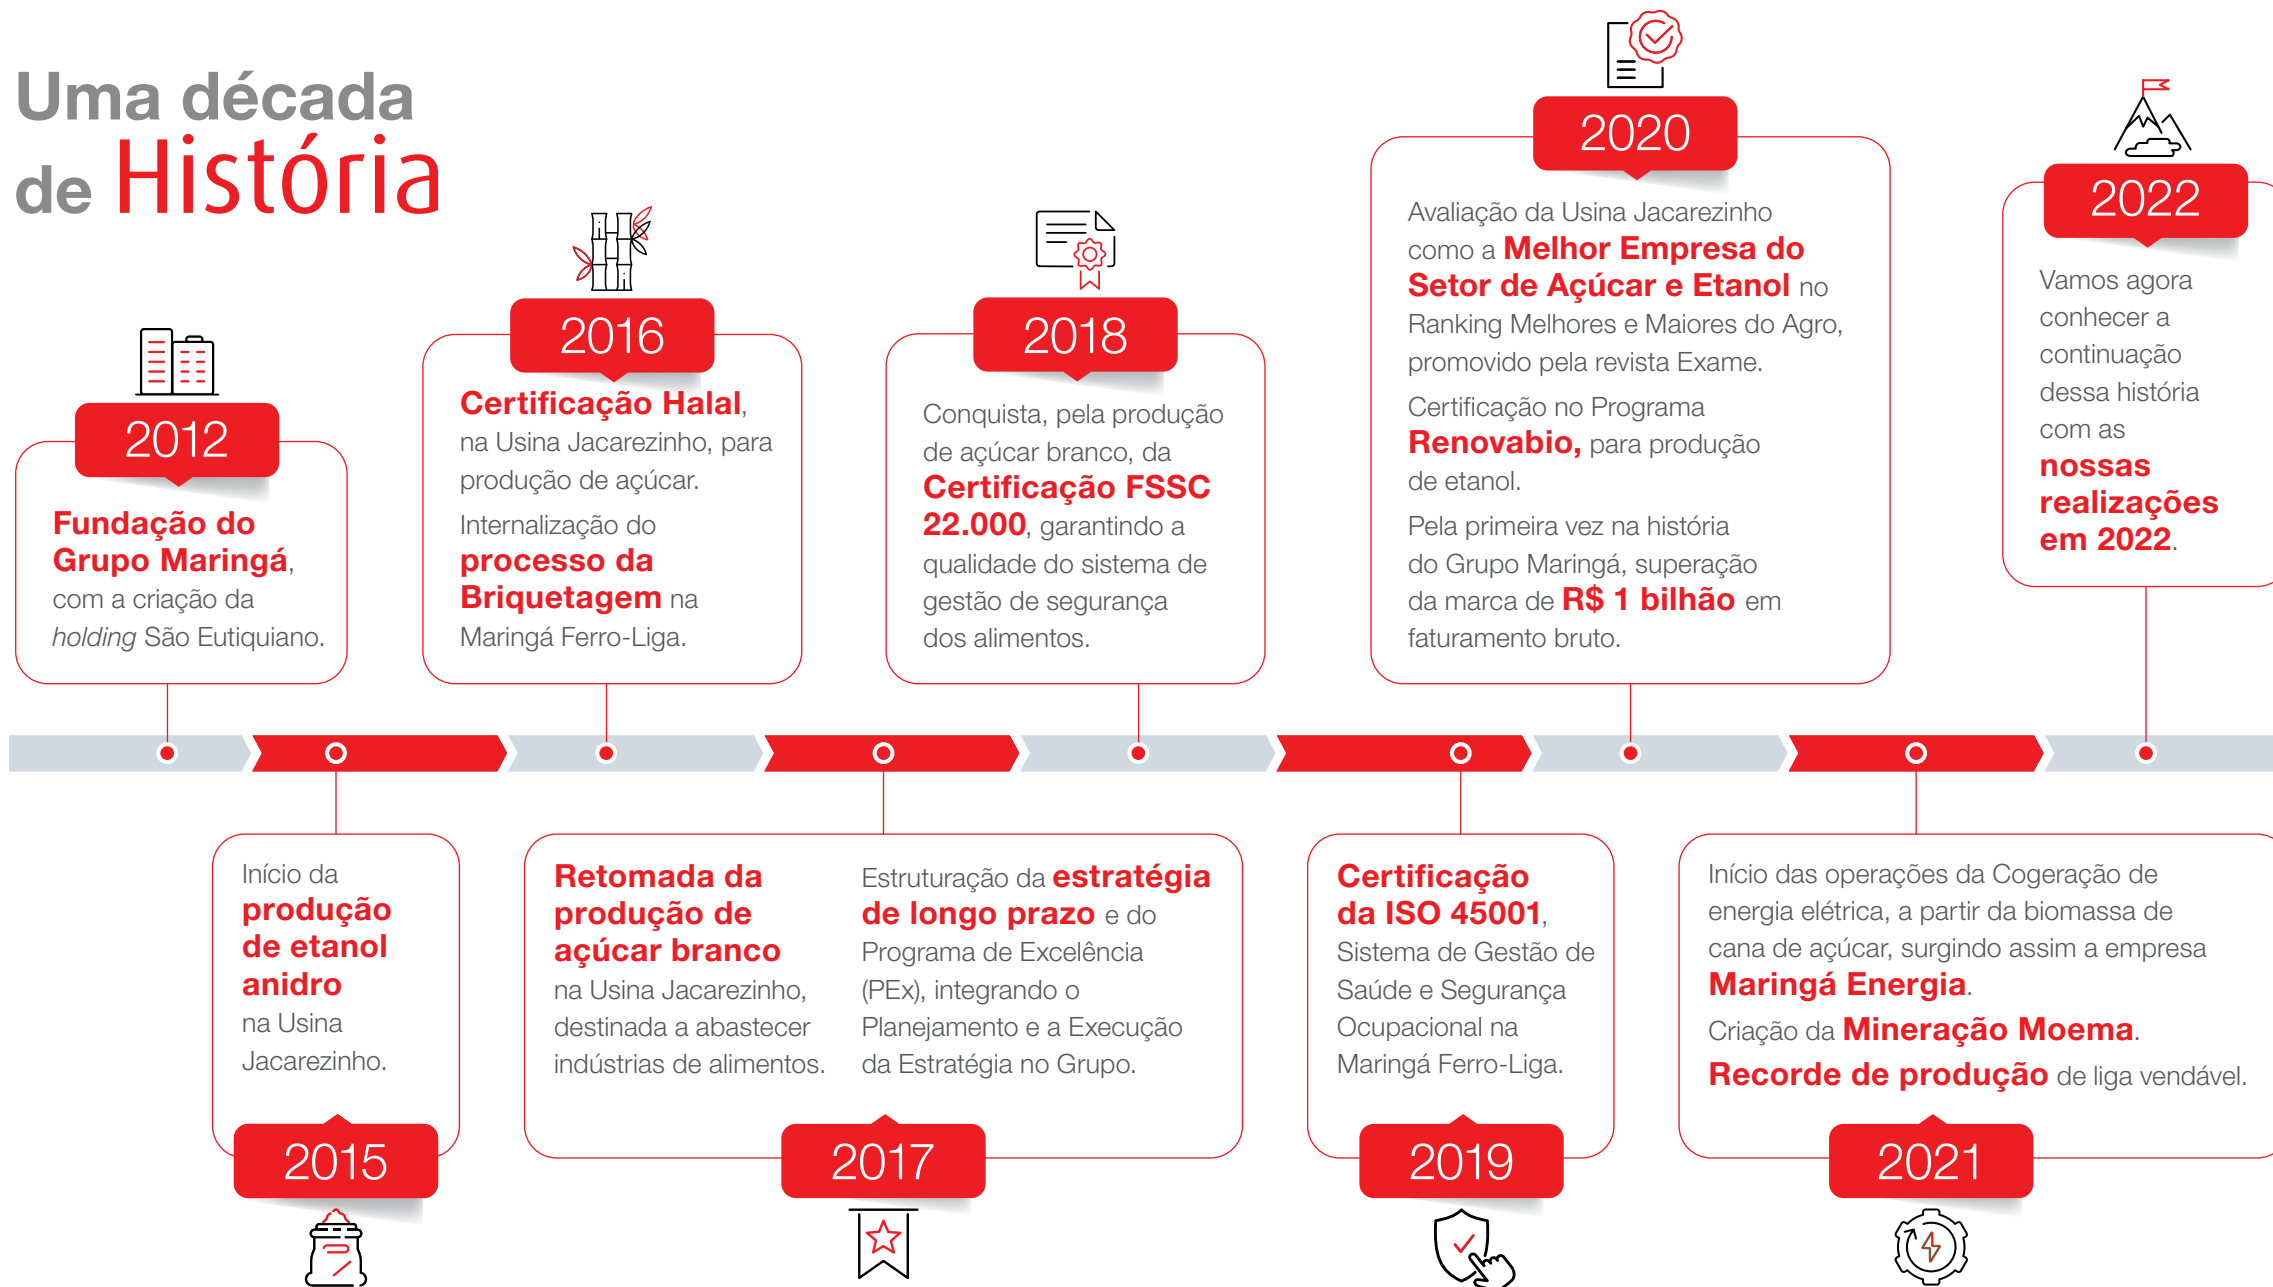 Uma década
de História
2012
Fundação do
Grupo Maringá,
com a criação da
holding São Eutiquiano.
2015
Início da
produção
de etanol
anidro
na Usina
Jacarezinho.
2016
Certificação Halal,
na Usina Jacarezinho, para
produção de açúcar.
Internalização do
processo da
Briquetagem na
Maringá Ferro-Liga.
2017
Retomada da
produção de
açúcar branco
na Usina Jacarezinho,
destinada a abastecer
indústrias de alimentos.
Estruturação da estratégia
de longo prazo e do
Programa de Excelência
(PEx), integrando o
Planejamento e a Execução
da Estratégia no Grupo.
2018
Conquista, pela produção
de açúcar branco, da
Certificação FSSC
22.000, garantindo a
qualidade do sistema de
gestão de segurança
dos alimentos.
2019
Certificação
da ISO 45001,
Sistema de Gestão de
Saúde e Segurança
Ocupacional na
Maringá Ferro-Liga.
2020
Avaliação da Usina Jacarezinho
como a Melhor Empresa do
Setor de Açúcar e Etanol no
Ranking Melhores e Maiores do Agro,
promovido pela revista Exame.
Certificação no Programa
Renovabio, para produção
de etanol.
Pela primeira vez na história
do Grupo Maringá, superação
da marca de R$ 1 bilhão em
faturamento bruto.
2021
Início das operações da Cogeração de
energia elétrica, a partir da biomassa de
cana de açúcar, surgindo assim a empresa
Maringá Energia.
Criação da Mineração Moema.
Recorde de produção de liga vendável.
2022
Vamos agora
conhecer a
continuação
dessa história
com as
nossas
realizações
em 2022.